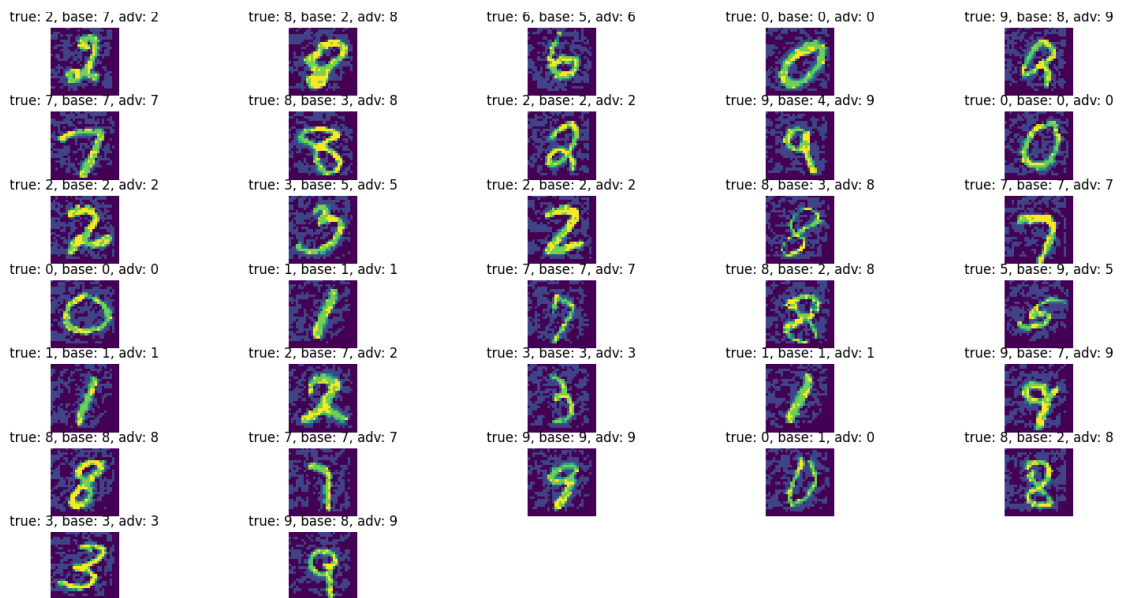 true: 2, base: 7, adv: 2 true: 8, base: 2, adv: 8 true: 6, base: 5, adv: 6 true: 0, base: 0, adv: 0 true: 9, base: 8, adv: 9
true: 7, base: 7, adv: 7 true: 8, base: 3, adv: 8 true: 2, base: 2, adv: 2 true: 9, base: 4, adv: 9 true: 0, base: 0, adv: 0
true: 2, base: 2, adv: 2 true: 3, base: 5, adv: 5 true: 2, base: 2, adv: 2 true: 8, base: 3, adv: 8 true: 7, base: 7, adv: 7
true: 0, base: 0, adv: 0 true: 1, base: 1, adv: 1 true: 7, base: 7, adv: 7 true: 8, base: 2, adv: 8 true: 5, base: 9, adv: 5
true: 1, base: 1, adv: 1 true: 2, base: 7, adv: 2 true: 3, base: 3, adv: 3 true: 1, base: 1, adv: 1 true: 9, base: 7, adv: 9
true: 8, base: 8, adv: 8 true: 7, base: 7, adv: 7 true: 9, base: 9, adv: 9 true: 0, base: 1, adv: 0 true: 8, base: 2, adv: 8
true: 3, base: 3, adv: 3 true: 9, base: 8, adv: 9